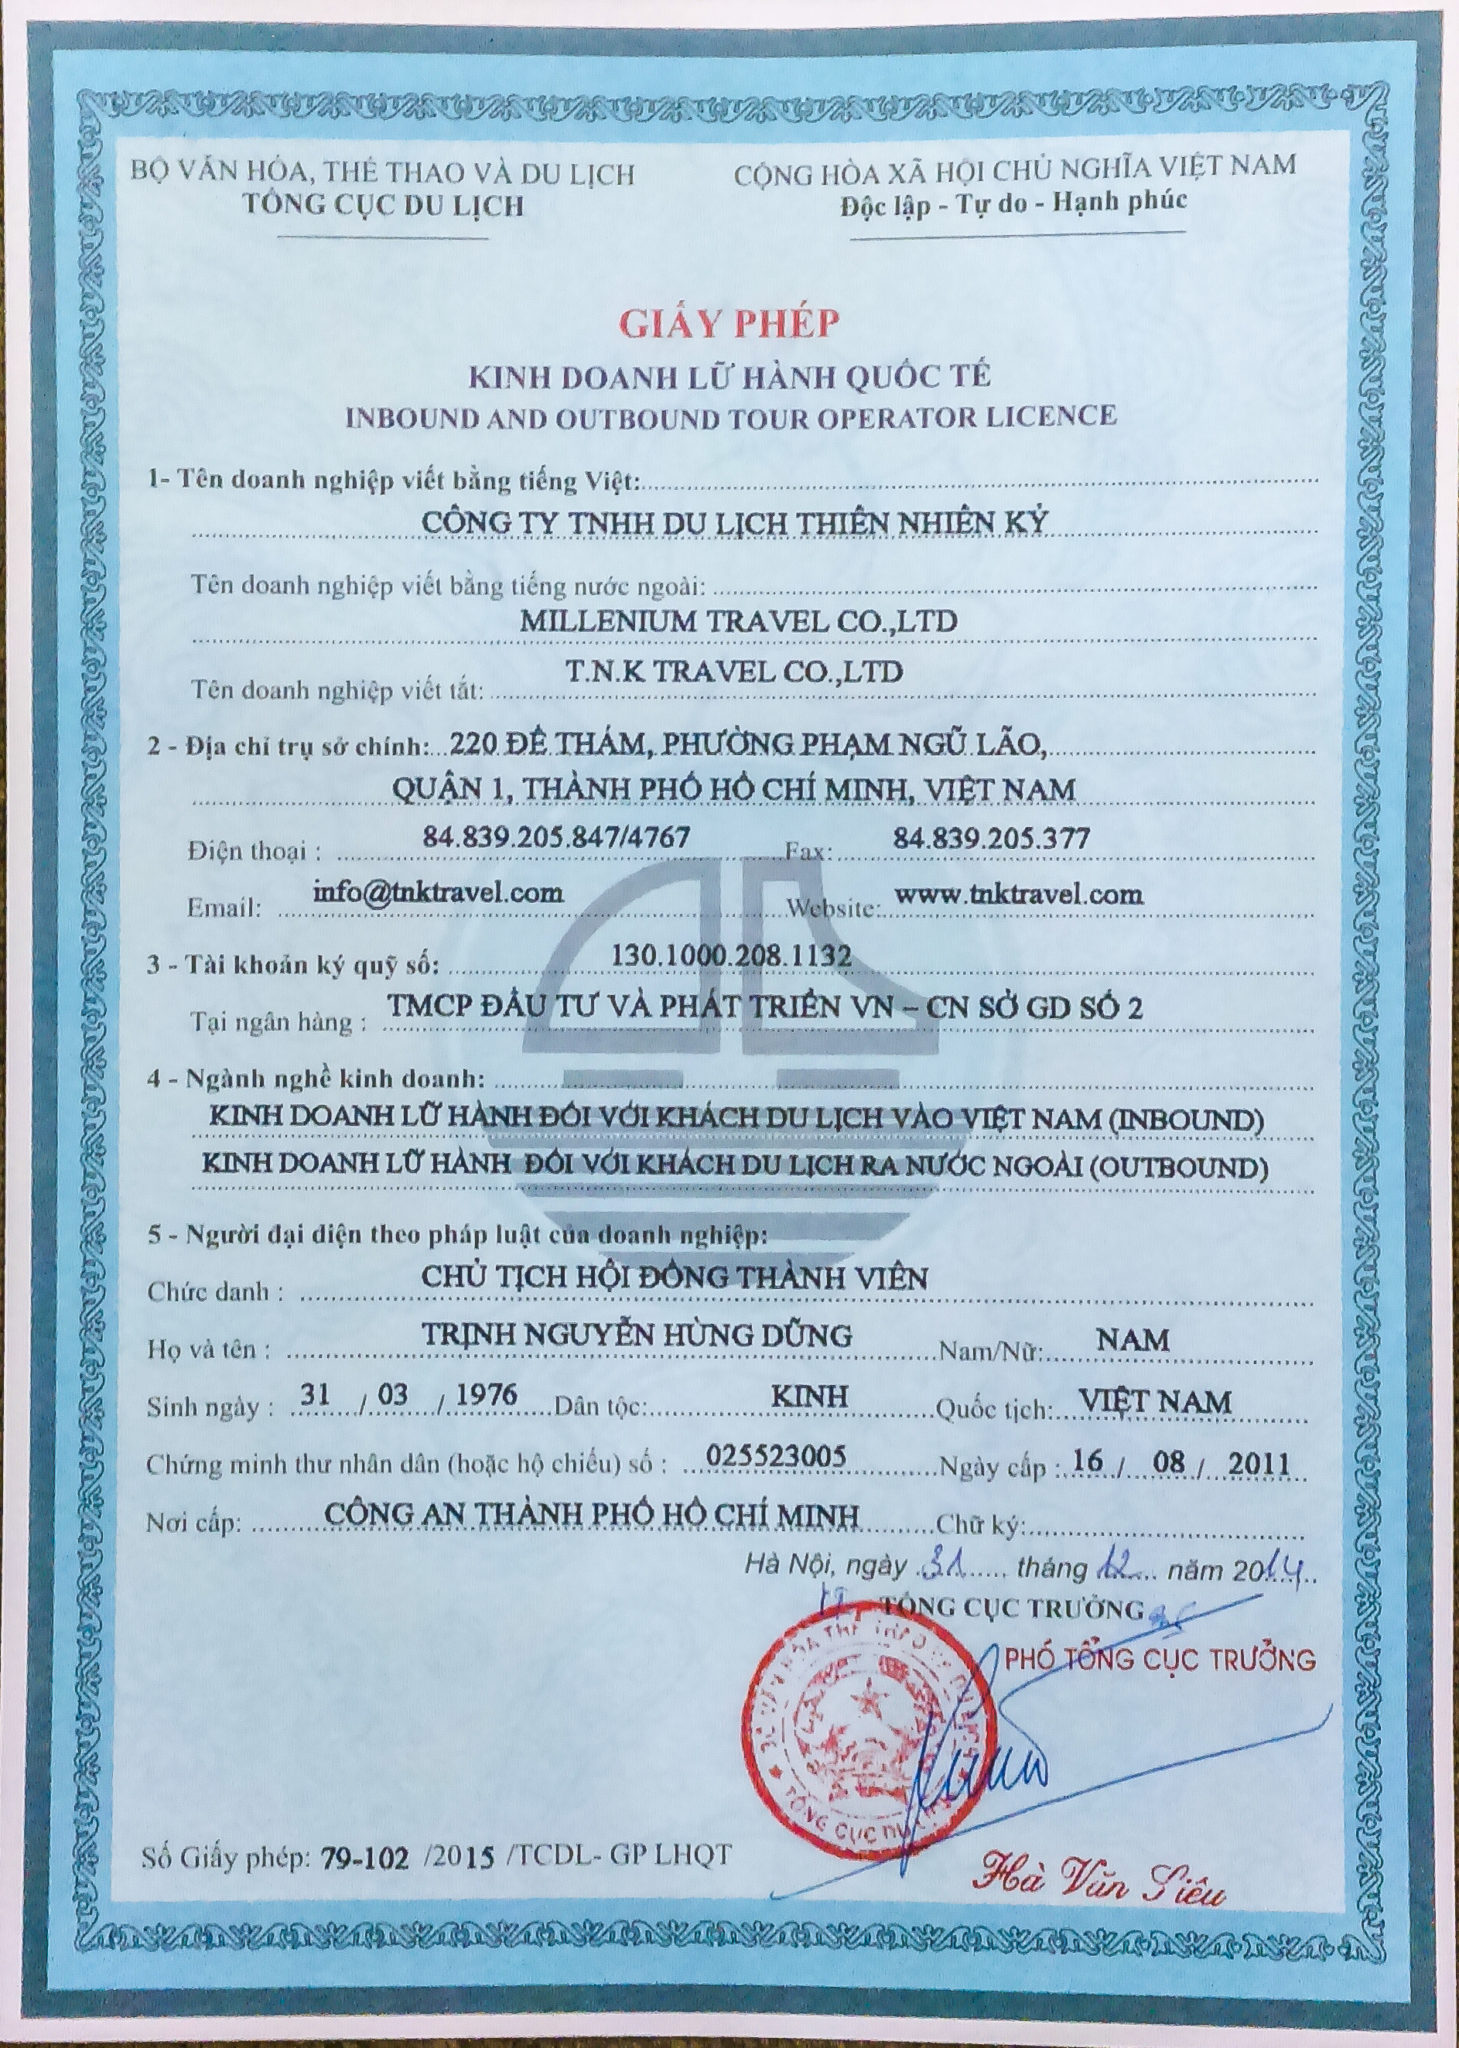 BỘ VĂN HÓA, THỂ THAO VÀ DU LỊCH
TỔNG CỤC DU LỊCH
CỘNG HÒA XÃ HỘI CHỦ NGHĨA VIỆT NAM
Độc lập - Tự do - Hạnh phúc
GIẤY PHÉP
KINH DOANH LỮ HÀNH QUỐC TẾ
INBOUND AND OUTBOUND TOUR OPERATOR LICENCE
1- Tên doanh nghiệp viết bằng tiếng Việt:
CÔNG TY TNHH DU LỊCH THIÊN NHIÊN KỶ
Tên doanh nghiệp viết bằng tiếng nước ngoài:
MILLENIUM TRAVEL CO.,LTD
Tên doanh nghiệp viết tắt: T.N.K TRAVEL CO.,LTD
2 - Địa chỉ trụ sở chính: 220 ĐỀ THÁM, PHƯỜNG PHẠM NGŨ LÃO,
QUẬN 1, THÀNH PHỐ HỒ CHÍ MINH, VIỆT NAM
Điện thoại : 84.839.205.847/4767 Fax: 84.839.205.377
Email: info@tnktravel.com Website: www.tnktravel.com
3 - Tài khoản ký quỹ số: 130.1000.208.1132
Tại ngân hàng : TMCP ĐẦU TƯ VÀ PHÁT TRIỂN VN – CN SỞ GD SỐ 2
4 - Ngành nghề kinh doanh:
KINH DOANH LỮ HÀNH ĐỐI VỚI KHÁCH DU LỊCH VÀO VIỆT NAM (INBOUND)
KINH DOANH LỮ HÀNH ĐỐI VỚI KHÁCH DU LỊCH RA NƯỚC NGOÀI (OUTBOUND)
5 - Người đại diện theo pháp luật của doanh nghiệp:
Chức danh : CHỦ TỊCH HỘI ĐỒNG THÀNH VIÊN
Họ và tên : TRỊNH NGUYỄN HÙNG DŨNG Nam/Nữ: NAM
Sinh ngày : 31 / 03 / 1976 Dân tộc: KINH Quốc tịch: VIỆT NAM
Chứng minh thư nhân dân (hoặc hộ chiếu) số : 025523005 Ngày cấp : 16 / 08 / 2011
Nơi cấp: CÔNG AN THÀNH PHỐ HỒ CHÍ MINH Chữ ký:
Hà Nội, ngày 31 tháng 12 năm 2014
TỔNG CỤC TRƯỞNG
PHÓ TỔNG CỤC TRƯỞNG
TỔNG CỤC DU LỊCH
Số Giấy phép: 79-102 /2015 /TCDL- GP LHQT
Hà Văn Siêu